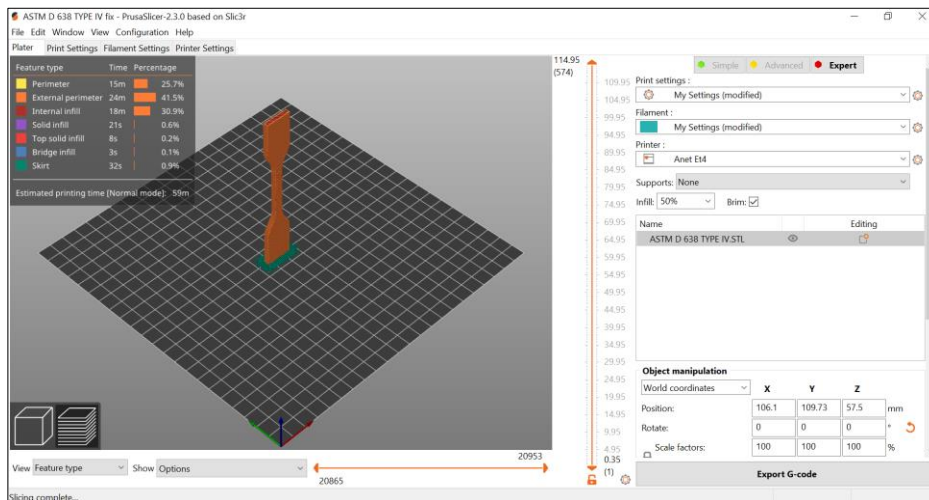 ASTM D 638 TYPE IV fix - PrusaSlicer-2.3.0 based on Slic3r
File Edit Window View Configuration Help
Plater Print Settings Filament Settings Printer Settings
Feature type Time Percentage
Perimeter 15m 25.7%
External perimeter 24m 41.5%
Internal infill 18m 30.9%
Solid infill 21s 0.6%
Top solid infill 8s 0.2%
Bridge infill 3s 0.1%
Skirt 32s 0.9%
Estimated printing time [Normal mode]: 59m
114.95
(574)
109.95
104.95
99.95
94.95
89.95
84.95
79.95
74.95
69.95
64.95
59.95
54.95
49.95
44.95
39.95
34.95
29.95
24.95
19.95
14.95
9.95
4.95
0.35
(1)
Simple Advanced Expert
Print settings :
My Settings (modified)
Filament :
My Settings (modified)
Printer :
Anet Et4
Supports: None
Infill: 50% Brim:
Name Editing
ASTM D 638 TYPE IV.STL
Object manipulation
World coordinates X Y Z
Position: 106.1 109.73 57.5 mm
Rotate: 0 0 0 °
Scale factors: 100 100 100 %
Export G-code
View Feature type Show Options
20953
20865
Slicing complete...